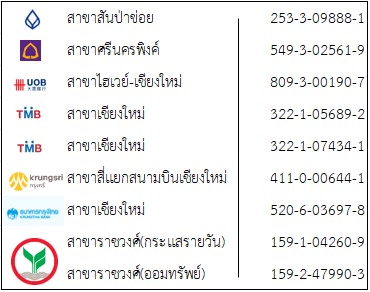 สาขาสันป่าข่อย 253-3-09888-1
สาขาศรีนครพิงค์ 549-3-02561-9
UOB สาขาไฮเวย์-เชียงใหม่ 809-3-00190-7
大華銀行
TMB สาขาเชียงใหม่ 322-1-05689-2
TMB สาขาเชียงใหม่ 322-1-07434-1
krungsri สาขาสี่แยกสนามบินเชียงใหม่ 411-0-00644-1
กรุงศรี
ธนาคารกรุงไทย สาขาเชียงใหม่ 520-6-03697-8
สาขาราชวงศ์(กระแสรายวัน) 159-1-04260-9
สาขาราชวงศ์(ออมทรัพย์) 159-2-47990-3